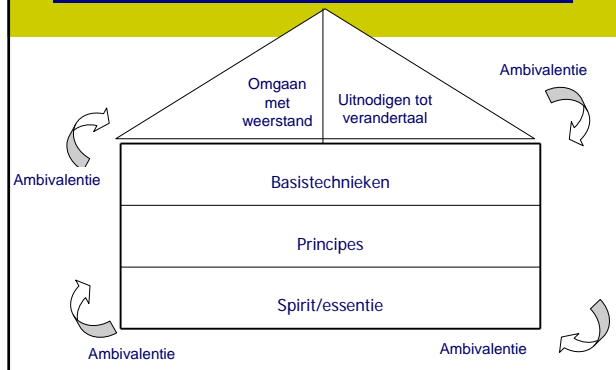 Ambivalentie
Omgaan
met
weerstand
Uitnodigen tot
verandertaal
Ambivalentie
Basistechnieken
Principes
Spirit/essentie
Ambivalentie
Ambivalentie